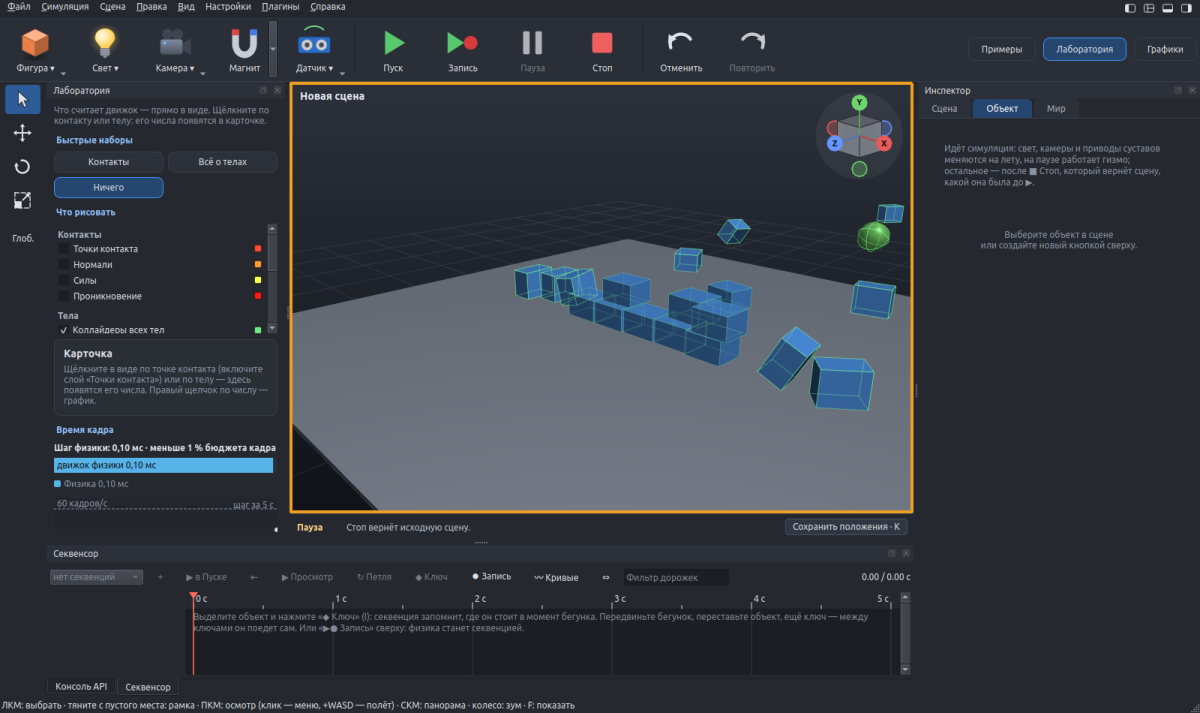 Файл Симуляция Сцена Правка Вид Настройки Плагины Справка
Фигура ▾ Свет ▾ Камера ▾ Магнит Датчик ▾ Пуск Запись Пауза Стоп Отменить Повторить Примеры Лаборатория Графики
Лаборатория
Что считает движок — прямо в виде. Щёлкните по
контакту или телу: его числа появятся в карточке.
Быстрые наборы
Контакты Всё о телах
Ничего
Что рисовать
Глоб.
Контакты
Точки контакта
Нормали
Силы
Проникновение
Тела
✓ Коллайдеры всех тел
Карточка
Щёлкните в виде по точке контакта (включите
слой «Точки контакта») или по телу — здесь
появятся его числа. Правый щелчок по числу —
график.
Время кадра
Шаг физики: 0,10 мс · меньше 1 % бюджета кадра
движок физики 0,10 мс
Физика 0,10 мс
60 кадров/с шаг за 5 с
Новая сцена
Y
Z X
Пауза Стоп вернёт исходную сцену. Сохранить положения · K
Инспектор
Сцена Объект Мир
Идёт симуляция: свет, камеры и приводы суставов
меняются на лету, на паузе работает гизмо;
остальное — после ■ Стоп, который вернёт сцену,
какой она была до ▶.
Выберите объект в сцене
или создайте новый кнопкой сверху.
Секвенсор
нет секвенций + ▶ в Пуске ⇤ ▶ Просмотр ↻ Петля ◆ Ключ ● Запись 〰 Кривые ⇔ Фильтр дорожек 0.00 / 0.00 с
0 с 1 с 2 с 3 с 4 с 5 с
Выделите объект и нажмите «◆ Ключ» (I): секвенция запомнит, где он стоит в момент бегунка. Передвиньте бегунок, переставьте объект, ещё ключ — между
ключами он поедет сам. Или «▶● Запись» сверху: физика станет секвенцией.
Консоль API Секвенсор
ЛКМ: выбрать · тяните с пустого места: рамка · ПКМ: осмотр (клик — меню, +WASD — полёт) · СКМ: панорама · колесо: зум · F: показать